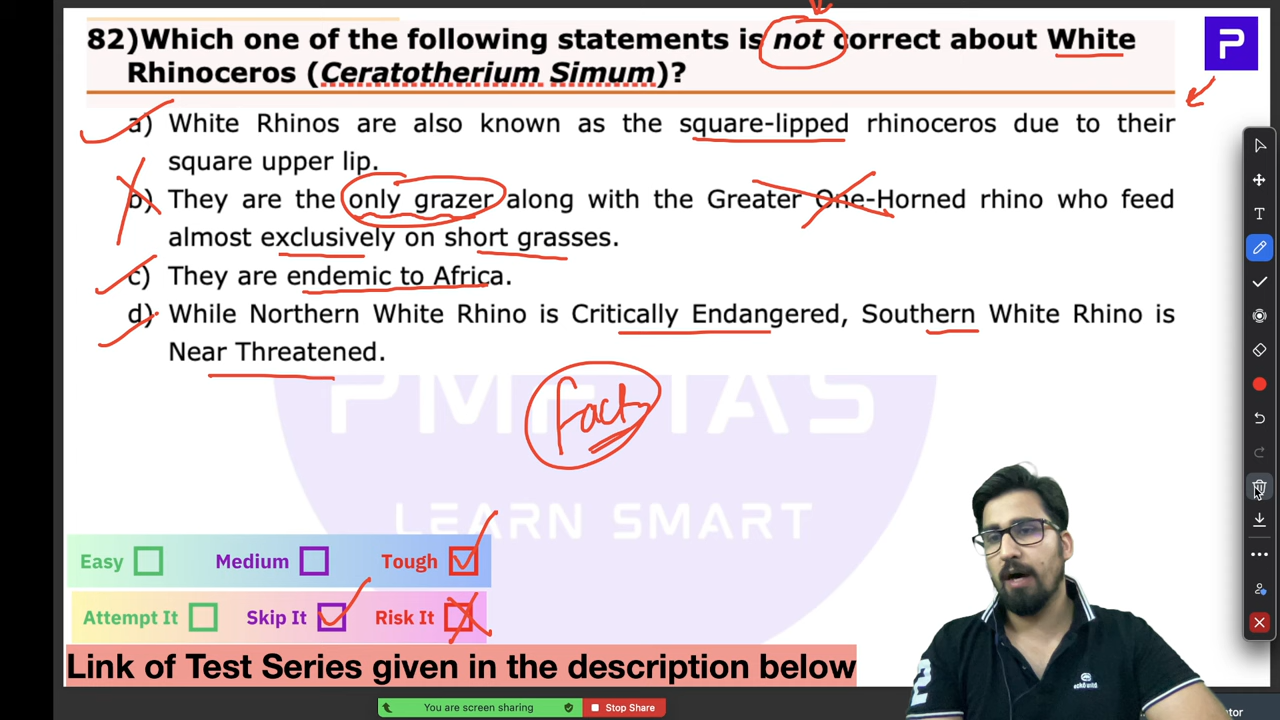 82)Which one of the following statements is not correct about White
Rhinoceros (Ceratotherium Simum)?
a) White Rhinos are also known as the square-lipped rhinoceros due to their
square upper lip.
b) They are the only grazer along with the Greater One-Horned rhino who feed
almost exclusively on short grasses.
c) They are endemic to Africa.
d) While Northern White Rhino is Critically Endangered, Southern White Rhino is
Near Threatened.
Fact
PMF IAS
LEARN SMART
Easy Medium Tough
Attempt It Skip It Risk It
Link of Test Series given in the description below
You are screen sharing Stop Share
P
T
2